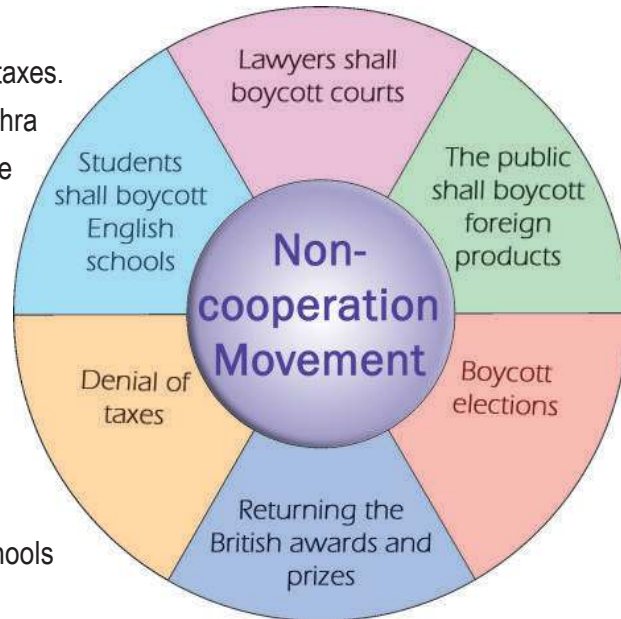 taxes.
hra
e
hools
Lawyers shall
boycott courts
The public
shall boycott
foreign
products
Boycott
elections
Returning the
British awards and
prizes
Denial of
taxes
Students
shall boycott
English
schools
Non-
cooperation
Movement